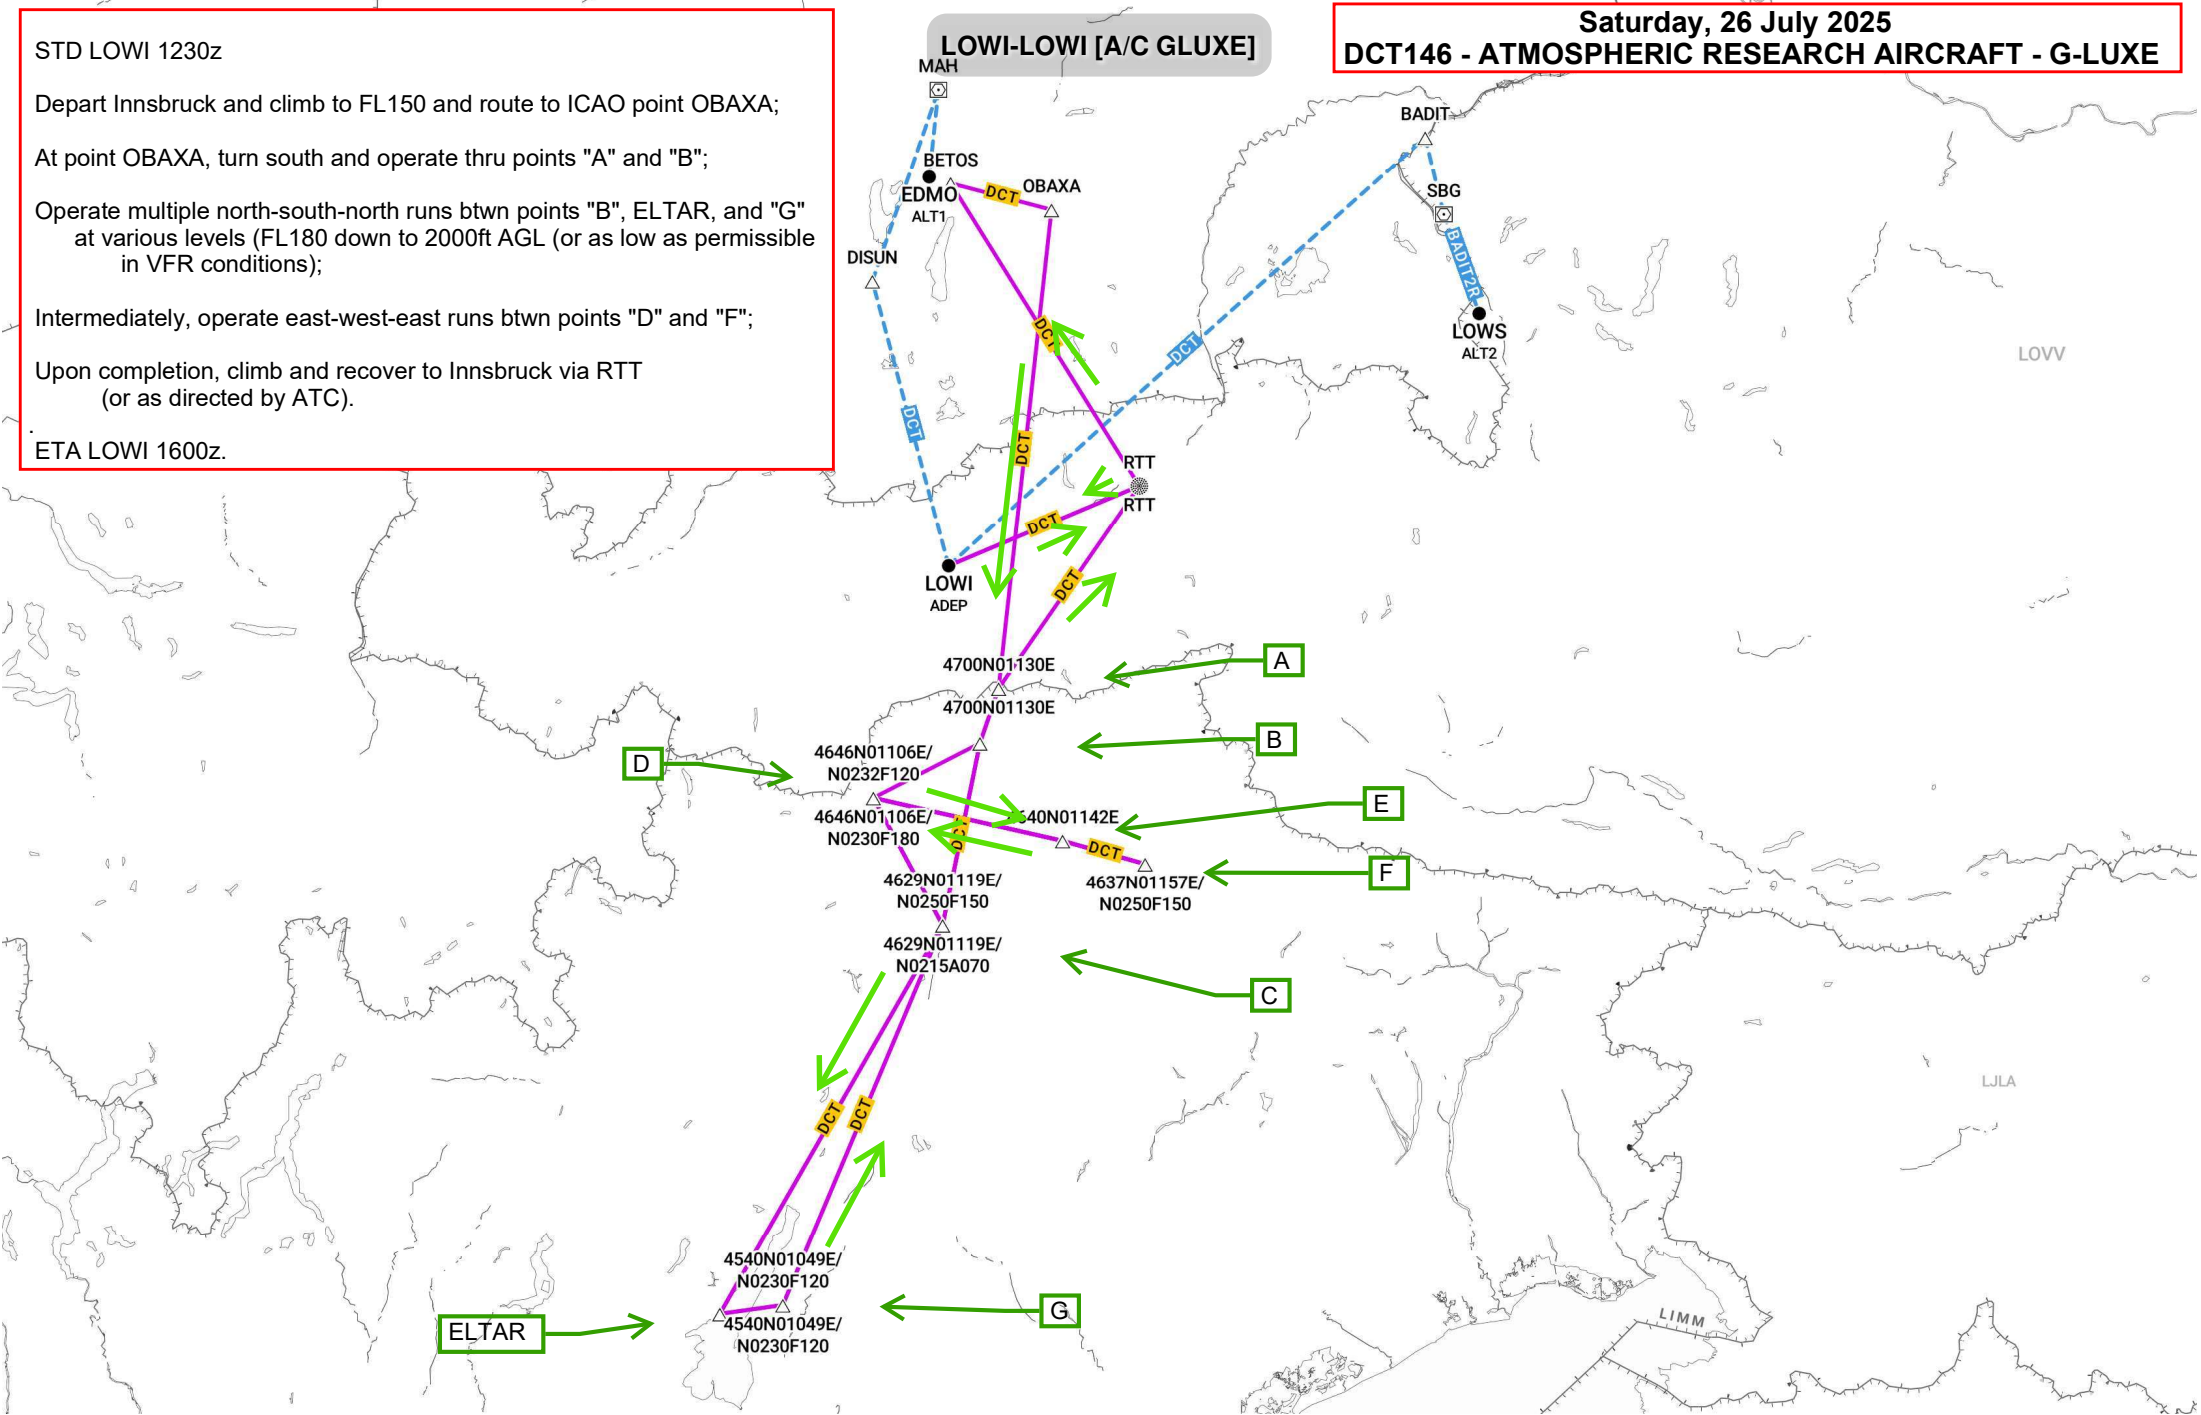 STD LOWI 1230z
Depart Innsbruck and climb to FL150 and route to ICAO point OBAXA;
At point OBAXA, turn south and operate thru points "A" and "B";
Operate multiple north-south-north runs btwn points "B", ELTAR, and "G"
at various levels (FL180 down to 2000ft AGL (or as low as permissible
in VFR conditions);
Intermediately, operate east-west-east runs btwn points "D" and "F";
Upon completion, climb and recover to Innsbruck via RTT
(or as directed by ATC).
.
ETA LOWI 1600z.
LOWI-LOWI [A/C GLUXE]
Saturday, 26 July 2025
DCT146 - ATMOSPHERIC RESEARCH AIRCRAFT - G-LUXE
MAH
BADIT
BETOS
EDMO
ALT1
DCT
OBAXA
SBG
BADIT2R
DISUN
LOWS
ALT2
LOVV
DCT
DCT
DCT
DCT
RTT
RTT
DCT
LOWI
ADEP
DCT
4700N01130E
4700N01130E
A
B
D
4646N01106E/
N0232F120
4646N01106E/
N0230F180
DCT
4640N01142E
DCT
E
F
4629N01119E/
N0250F150
4637N01157E/
N0250F150
4629N01119E/
N0215A070
C
LJLA
DCT
DCT
4540N01049E/
N0230F120
4540N01049E/
N0230F120
G
ELTAR
LIMM